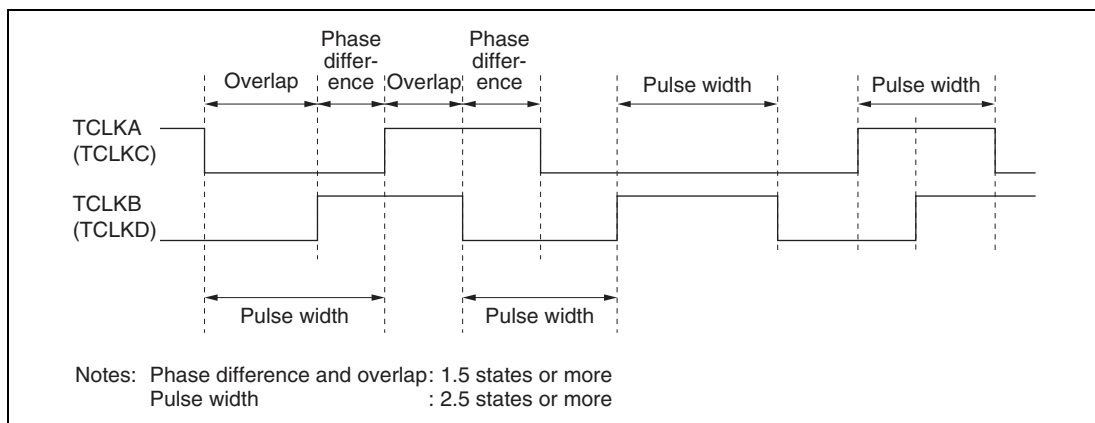 Phase
differ-
ence
Phase
differ-
ence
Overlap
Overlap
Pulse width
Pulse width
TCLKA
(TCLKC)
TCLKB
(TCLKD)
Pulse width
Pulse width
Notes: Phase difference and overlap : 1.5 states or more
Pulse width : 2.5 states or more